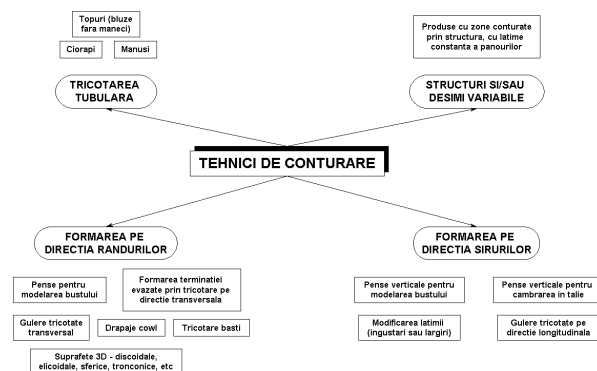 Topuri (bluze
fara maneci)
Ciorapi
Manusi
TRICOTAREA
TUBULARA
Produse cu zone conturate
prin structura, cu latime
constanta a panourilor
STRUCTURI SI/SAU
DESIMI VARIABILE
TEHNICI DE CONTURARE
FORMAREA PE
DIRECTIA RANDURILOR
Pense pentru
modelarea bustului
Formarea terminatiei
evazate prin tricotare pe
directie transversala
Gulere tricotate
transversal
Drapaje cowl
Tricotare basti
Suprafete 3D - discoidale,
elicoidale, sferice, tronconice, etc
FORMAREA PE
DIRECTIA SIRURILOR
Pense verticale pentru
modelarea bustului
Pense verticale pentru
cambrarea in talie
Modificarea latimii
(ingustari sau largiri)
Gulere tricotate pe
directie longitudinala